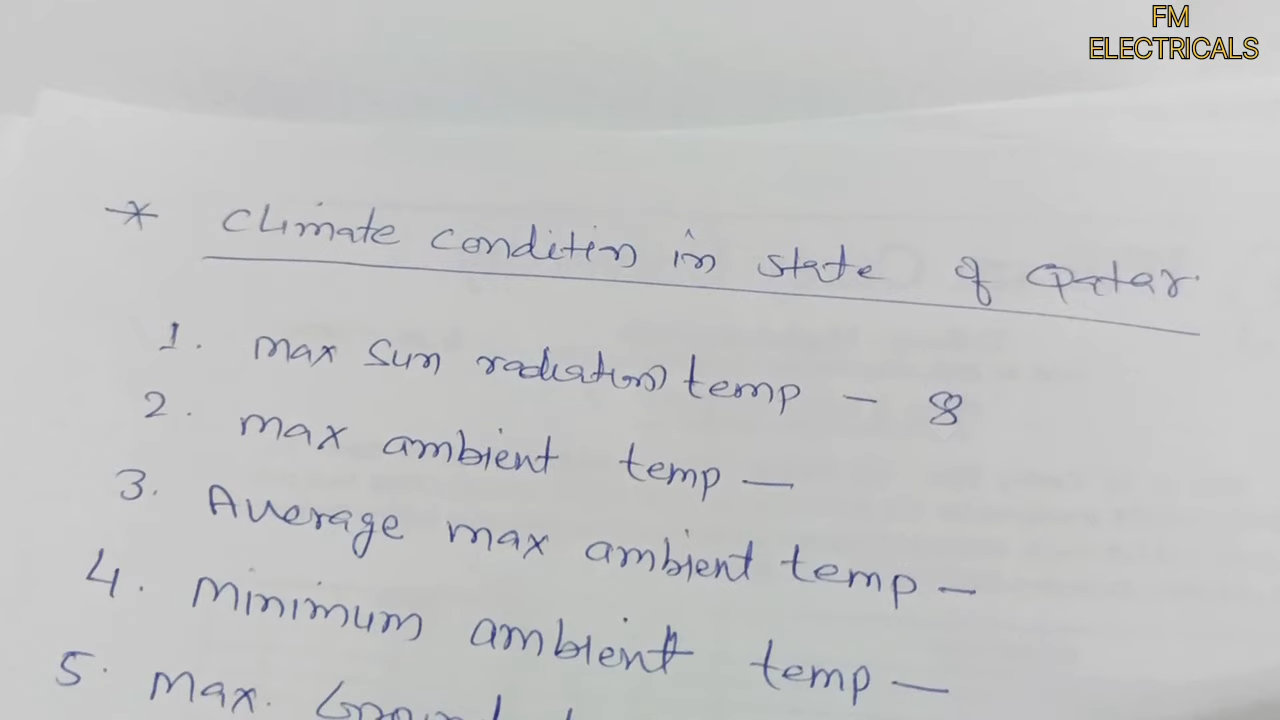 FM
ELECTRICALS
* Climate condition in state of Qatar.
1. max sun radiation temp - 8
2. max ambient temp -
3. Average max ambient temp -
4. Minimum ambient temp -
5. Max.